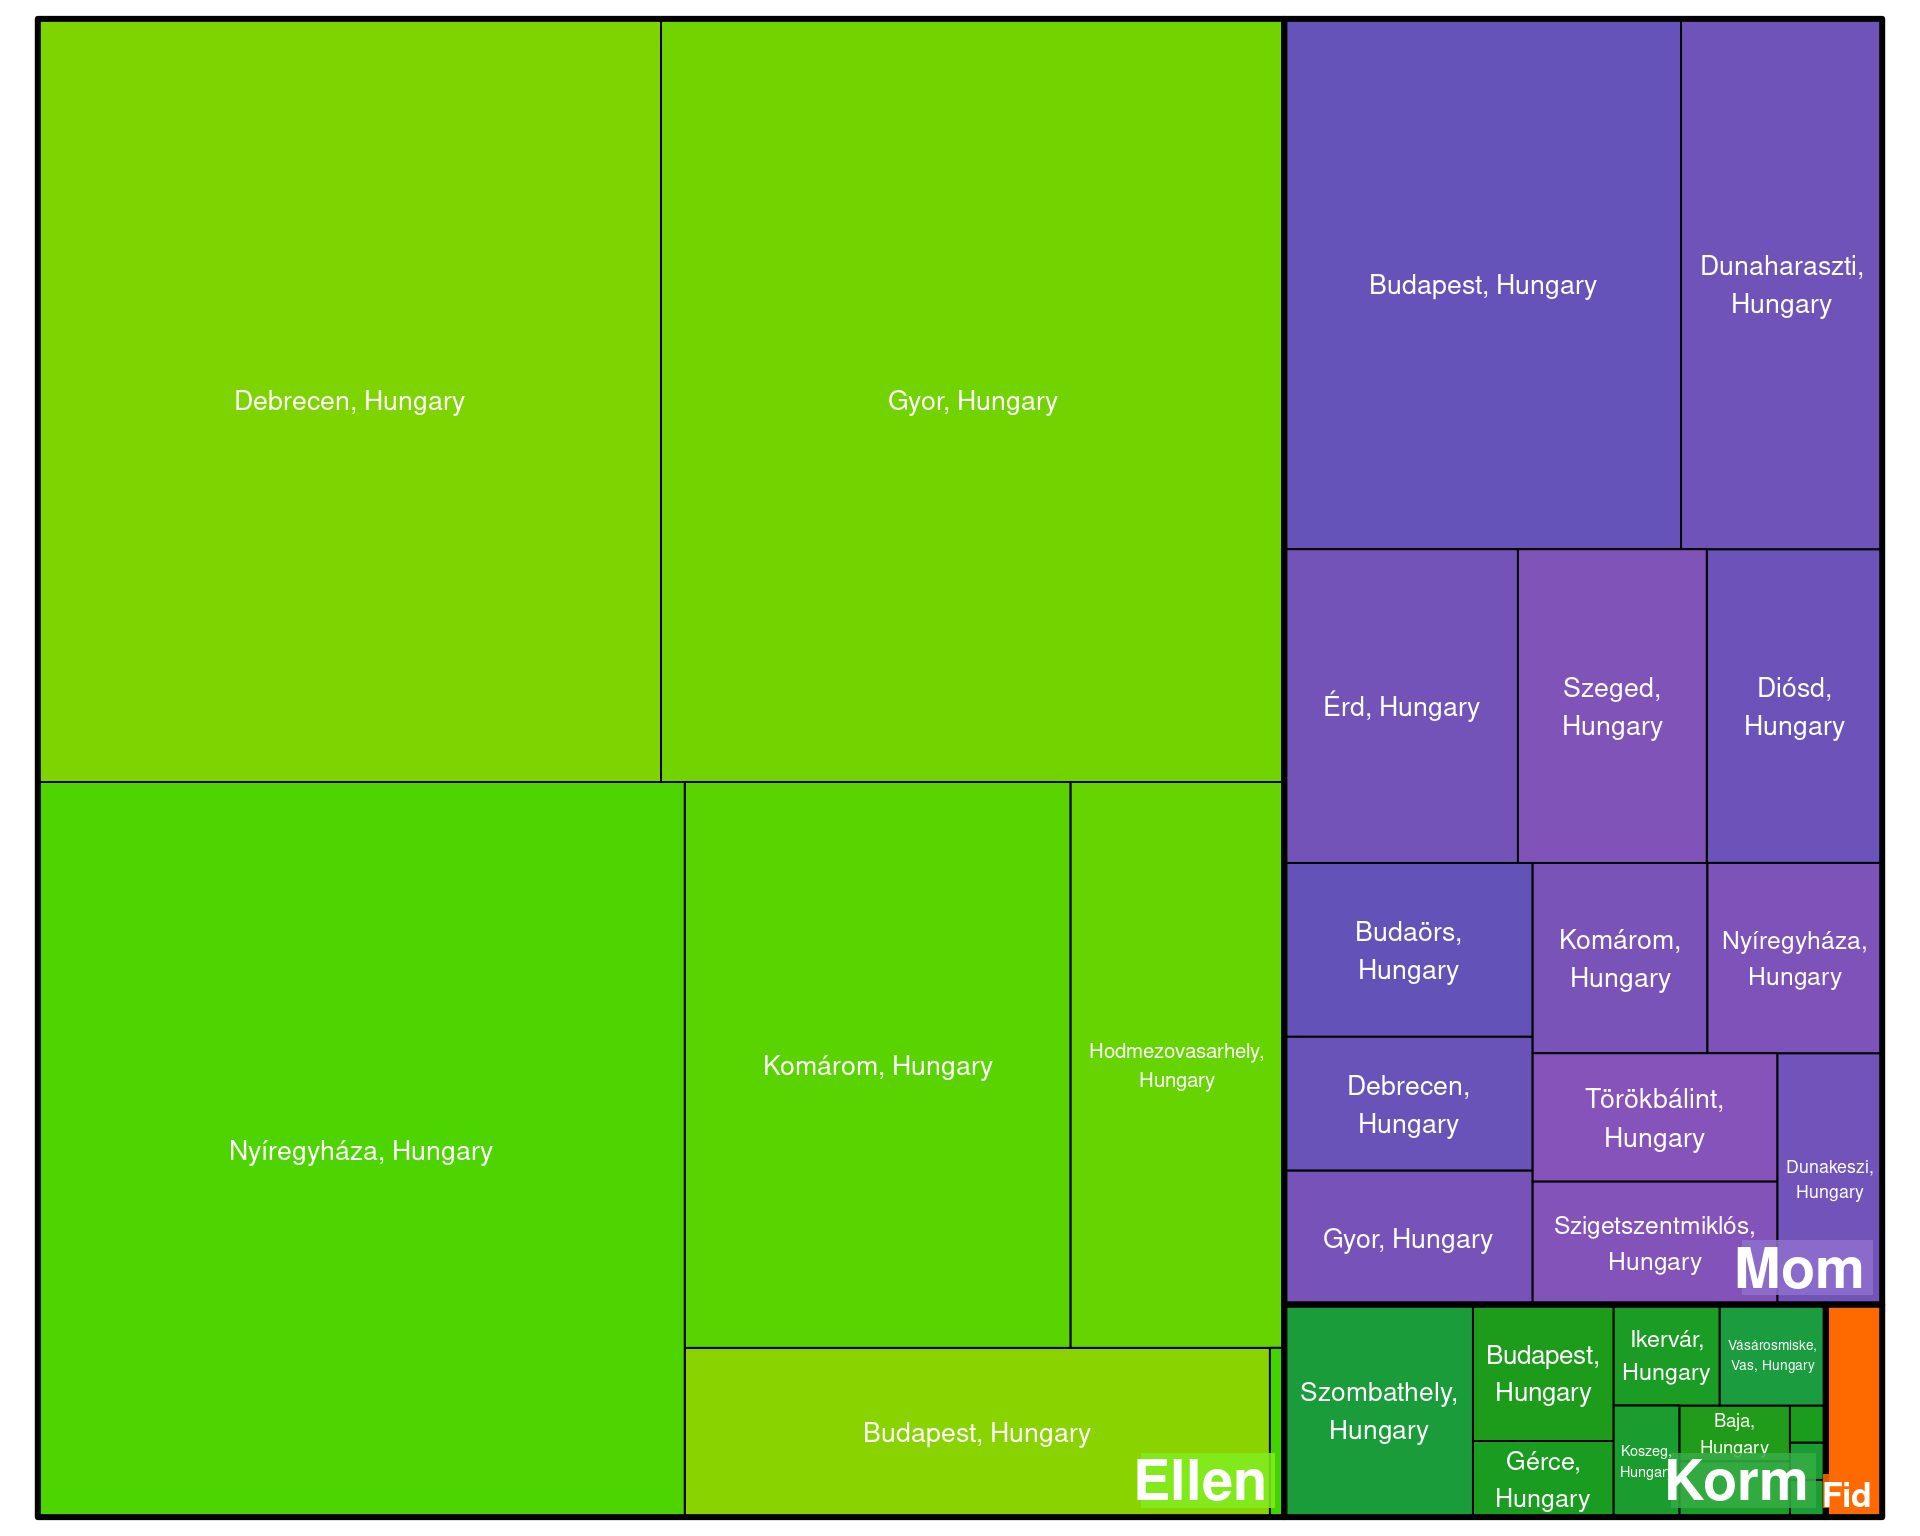 Debrecen, Hungary
Gyor, Hungary
Nyíregyháza, Hungary
Komárom, Hungary
Hodmezovasarhely,
Hungary
Budapest, Hungary
Ellen
Budapest, Hungary
Dunaharaszti,
Hungary
Érd, Hungary
Szeged,
Hungary
Diósd,
Hungary
Budaörs,
Hungary
Komárom,
Hungary
Nyíregyháza,
Hungary
Debrecen,
Hungary
Törökbálint,
Hungary
Dunakeszi,
Hungary
Gyor, Hungary
Szigetszentmiklós,
Hungary
Mom
Szombathely,
Hungary
Budapest,
Hungary
Gérce,
Hungary
Ikervár,
Hungary
Vásárosmiske,
Vas, Hungary
Koszeg,
Hungary
Baja,
Hungary
Korm
Fid